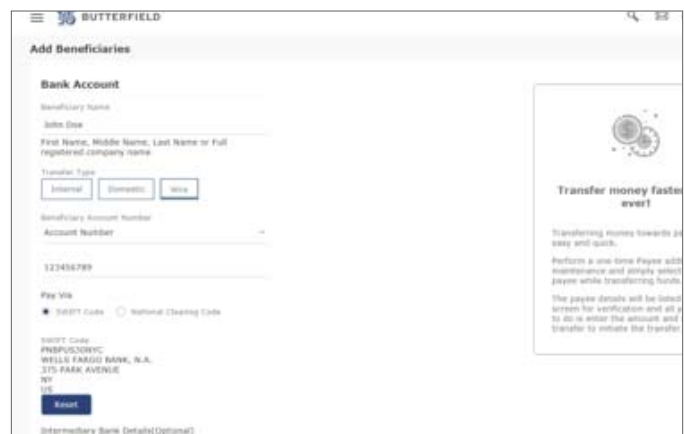 BUTTERFIELD
Add Beneficiaries
Bank Account
Beneficiary Name
John Doe
First Name, Middle Name, Last Name or Full
registered company name
Transfer Type
Internal
Domestic
Wire
Beneficiary Account Number
Account Number
123456789
Pay Via
SWIFT Code
National Clearing Code
SWIFT Code
PNBPUS3DNYC
WELLS FARGO BANK, N.A.
375 PARK AVENUE
NY
US
Reset
Intermediary Bank Details(Optional)
Transfer money faster
ever!
Transferring money towards
easy and quick.
Perform a one-time Payee
maintenance and simply select
payee while transferring funds.
The payee details will be listed
screen for verification and all
to do is enter the amount and
transfer to initiate the transfer.